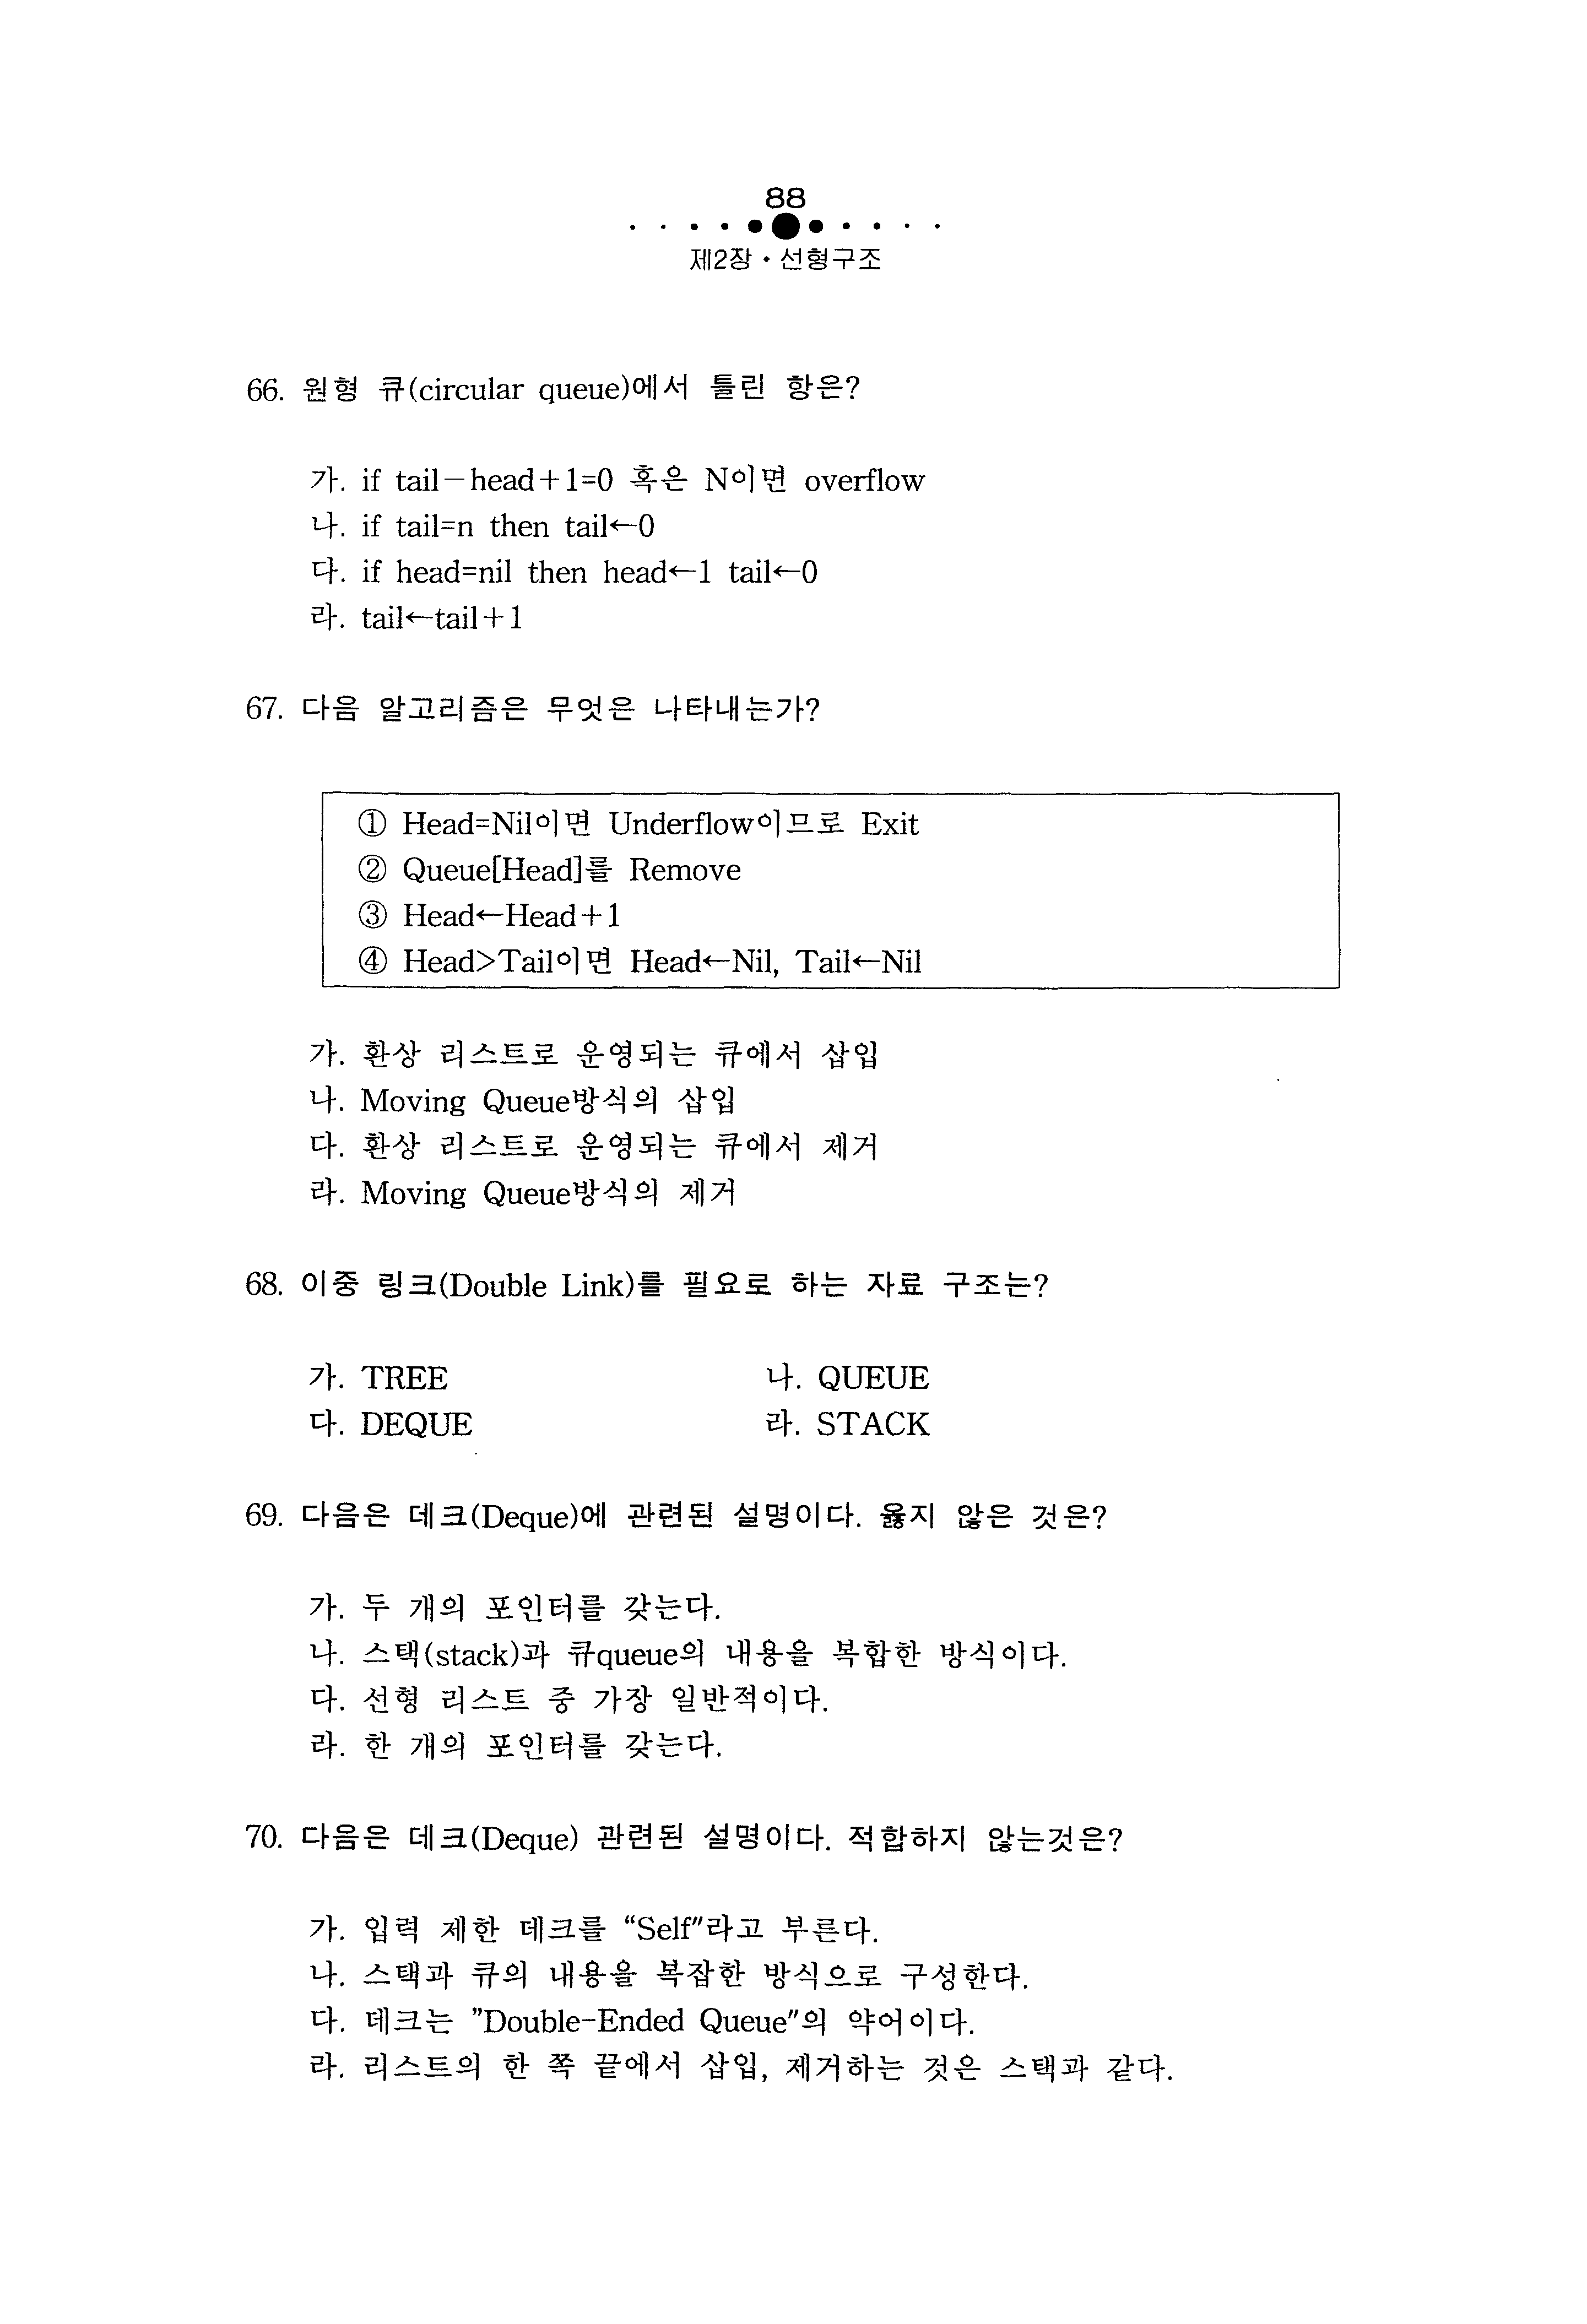 88
제2장·선형구조
66. 원형 큐(circular queue)에서 틀린 항은?
가. if tail-head+1=0 혹은 N이면 overflow
나. if tail=n then tail←0
다. if head=nil then head←1 tail←0
라. tail←tail+1
67. 다음 알고리즘은 무엇은 나타내는가?
① Head=Nil이면 Underflow이므로 Exit
② Queue[Head]를 Remove
③ Head←Head+1
④ Head>Tail이면 Head←Nil, Tail←Nil
가. 환상 리스트로 운영되는 큐에서 삽입
나. Moving Queue방식의 삽입
다. 환상 리스트로 운영되는 큐에서 제거
라. Moving Queue방식의 제거
68. 이중 링크(Double Link)를 필요로 하는 자료 구조는?
가. TREE 나. QUEUE
다. DEQUE 라. STACK
69. 다음은 데크(Deque)에 관련된 설명이다. 옳지 않은 것은?
가. 두 개의 포인터를 갖는다.
나. 스택(stack)과 큐queue의 내용을 복합한 방식이다.
다. 선형 리스트 중 가장 일반적이다.
라. 한 개의 포인터를 갖는다.
70. 다음은 데크(Deque) 관련된 설명이다. 적합하지 않는것은?
가. 입력 제한 데크를 “Self"라고 부른다.
나. 스택과 큐의 내용을 복잡한 방식으로 구성한다.
다. 데크는 ”Double-Ended Queue"의 약어이다.
라. 리스트의 한 쪽 끝에서 삽입, 제거하는 것은 스택과 같다.